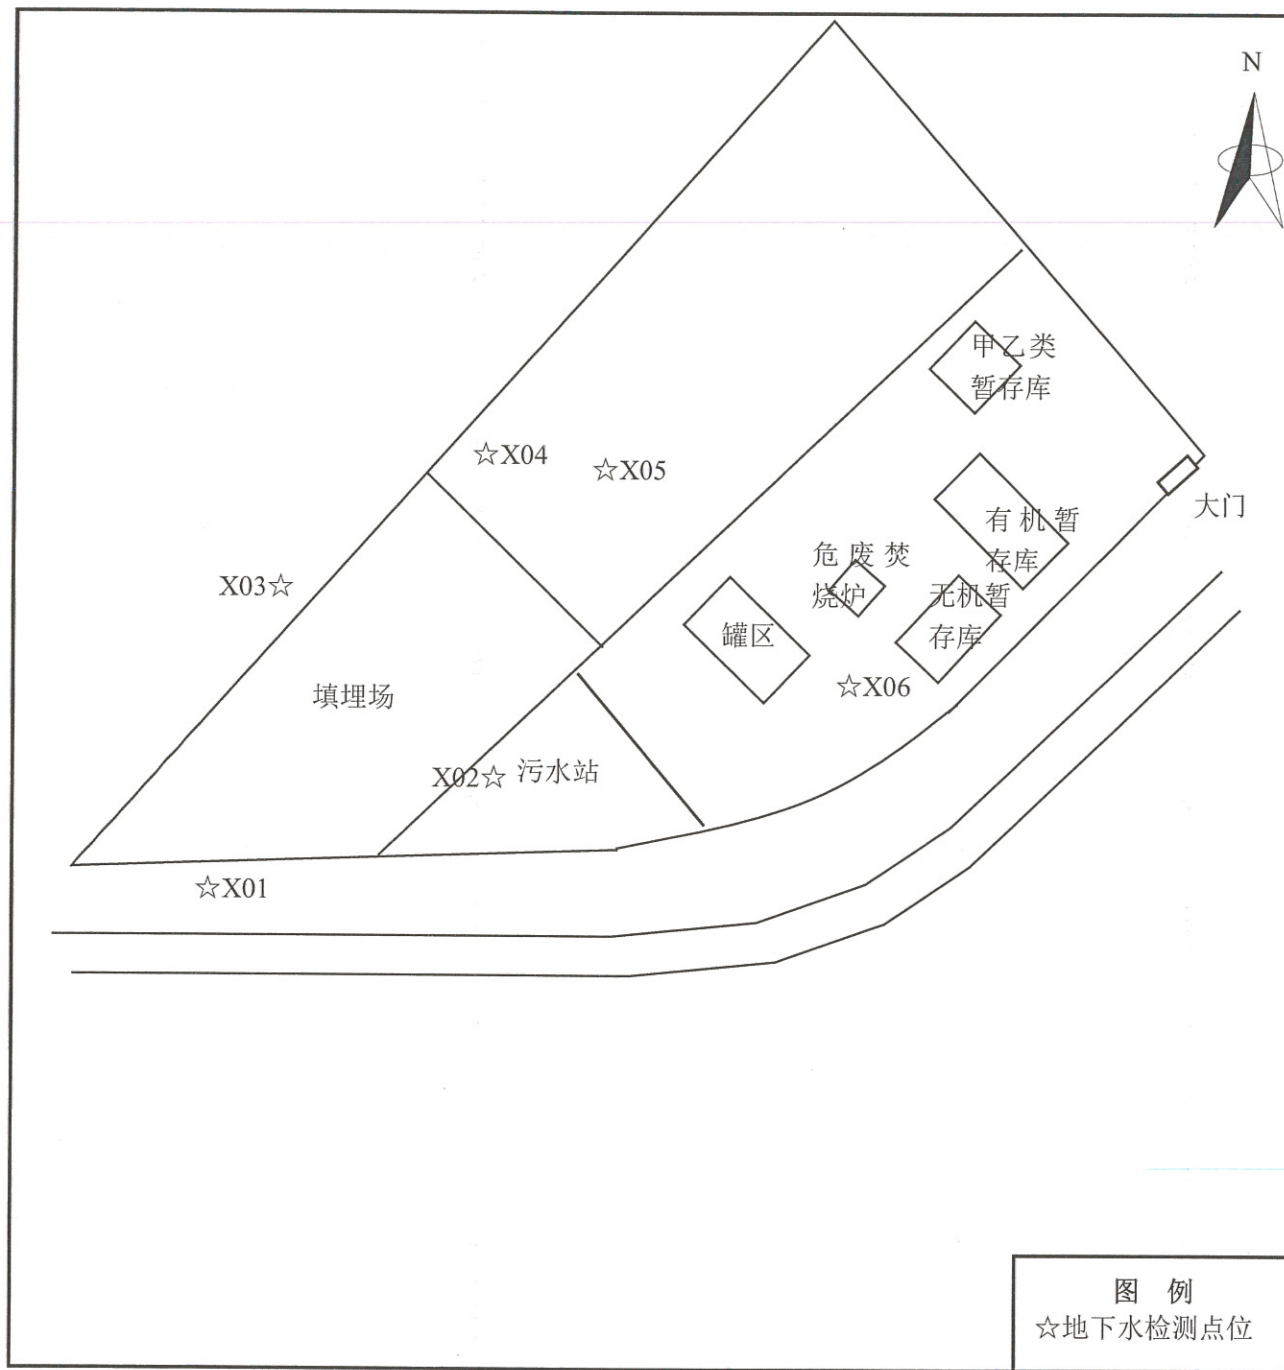 N
甲乙类
暂存库
☆X04
☆X05
大门
有机暂
存库
危废焚
烧炉
X03☆
无机暂
存库
罐区
☆X06
填埋场
X02☆
污水站
☆X01
图 例
☆地下水检测点位